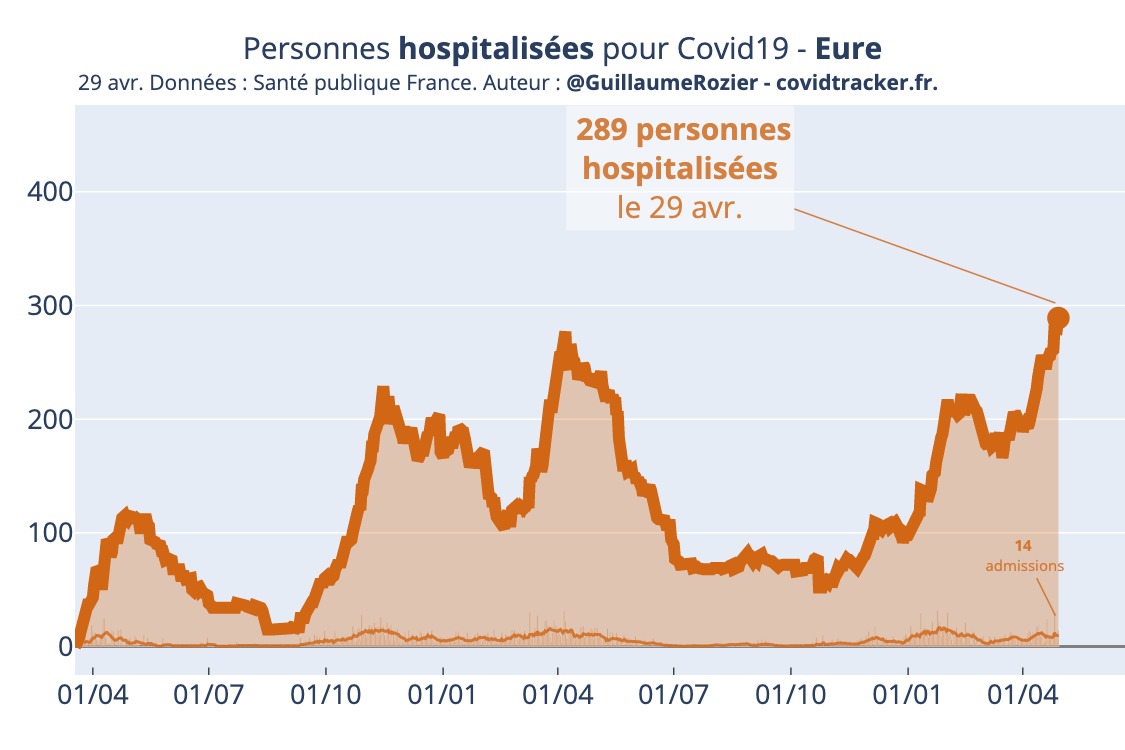 Personnes hospitalisées pour Covid19 - Eure
29 avr. Données : Santé publique France. Auteur : @GuillaumeRozier - covidtracker.fr.
289 personnes
hospitalisées
le 29 avr.
400
300
200
100
0
14
admissions
01/04 01/07 01/10 01/01 01/04 01/07 01/10 01/01 01/04